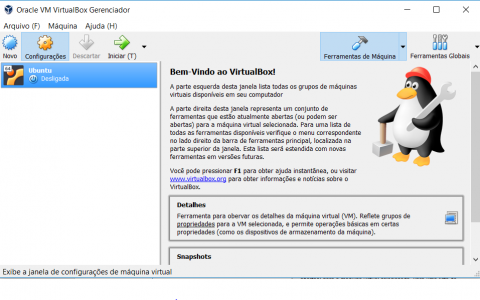 Oracle VM VirtualBox Gerenciador
Arquivo (F) Máquina Ajuda (H)
Novo Configurações Descartar Iniciar (T) Ferramentas de Máquina Ferramentas Globais
Ubuntu
Desligada
Bem-Vindo ao VirtualBox!
A parte esquerda desta janela lista todas os grupos de máquinas
virtuais disponíveis em seu computador
A parte direita desta janela representa um conjunto de
ferramentas que estão atualmente abertas (ou podem ser
abertas) para a máquina virtual selecionada. Para uma lista de
todas as ferramentas disponíveis verifique o menu correspondente
no lado direito da barra de ferramentas principal, localizada na
parte superior da janela. Esta lista será estendida com novas
ferramentas em versões futuras.
Você pode pressionar F1 para obter ajuda instantânea, ou visitar
www.virtualbox.org para obter informações e notícias sobre o
VirtualBox.
Detalhes
Ferramenta para obervar os detalhes da máquina virtual (VM). Reflete grupos de
propriedades para a VM selecionada, e permite operações básicas em certas
propriedades (como os dispositivos de armazenamento da máquina).
Snapshots
Exibe a janela de configurações de máquina virtual